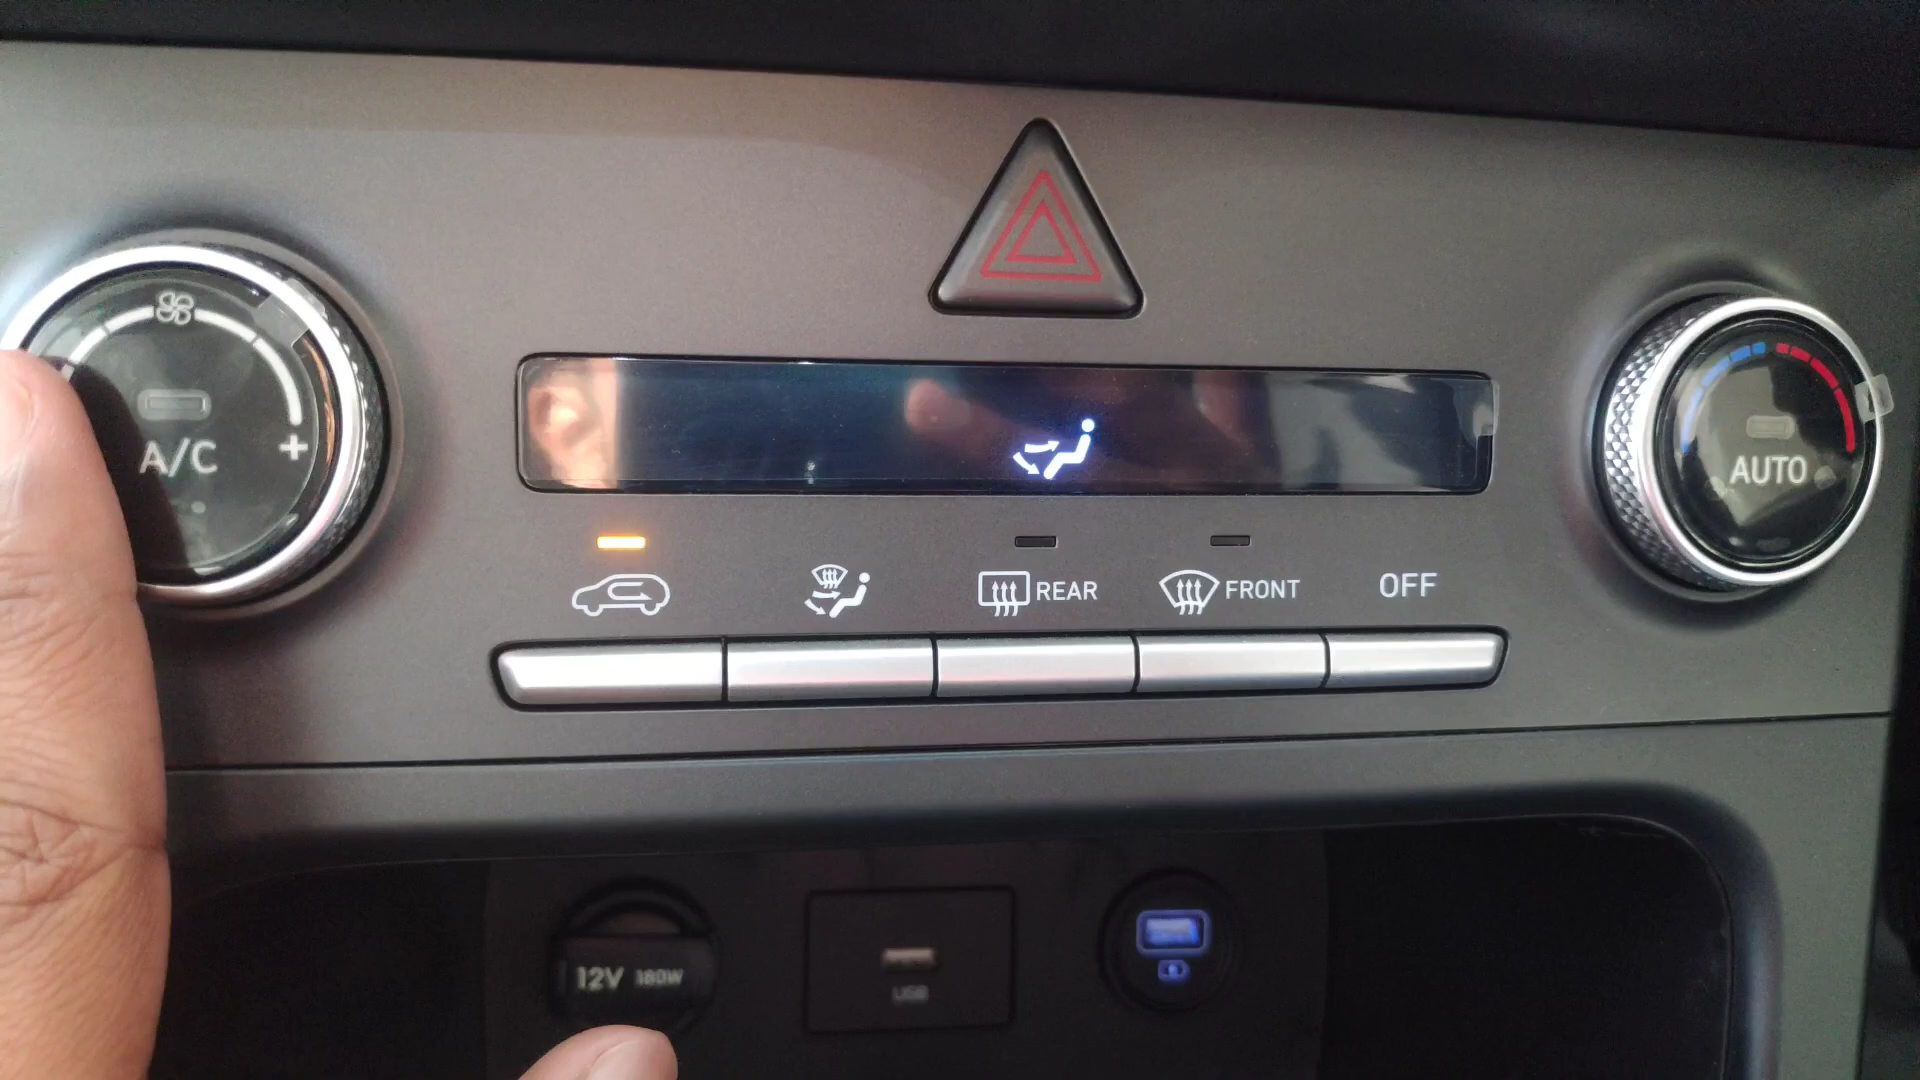 A/C
+
AUTO
REAR
FRONT
OFF
12V 180W
USB